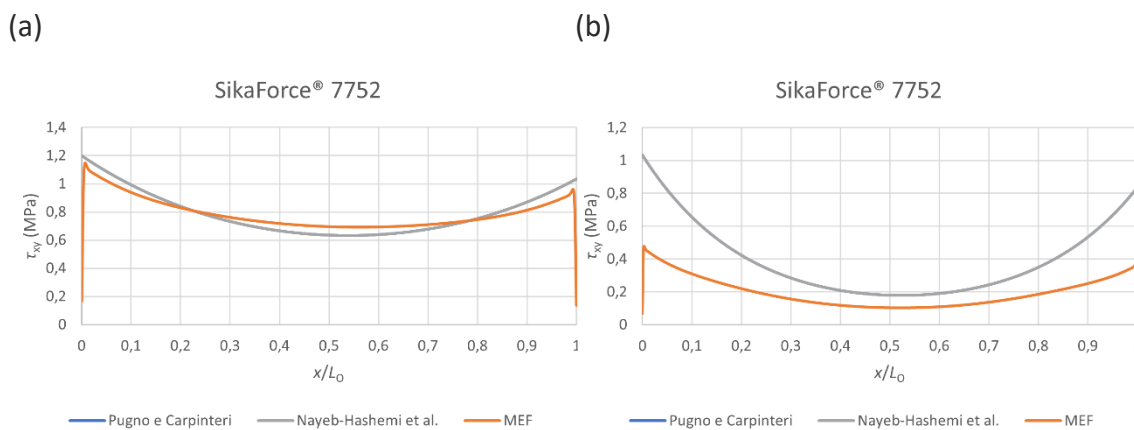 (a)
SikaForce® 7752
1,4
1,2
1
0,8
0,6
0,4
0,2
0
τxy (MPa)
0 0,1 0,2 0,3 0,4 0,5 0,6 0,7 0,8 0,9 1
x/LO
Pugno e Carpinteri Nayeb-Hashemi et al. MEF
(b)
SikaForce® 7752
1,2
1
0,8
0,6
0,4
0,2
0
τxy (MPa)
0 0,1 0,2 0,3 0,4 0,5 0,6 0,7 0,8 0,9
x/LO
Pugno e Carpinteri Nayeb-Hashemi et al. MEF